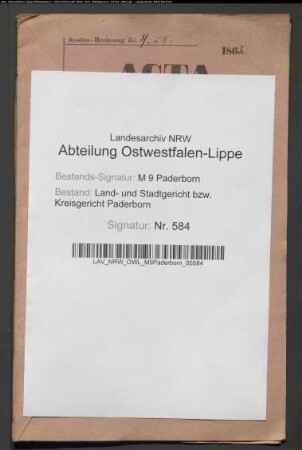 186
ACTA
Landesarchiv NRW
Abteilung Ostwestfalen-Lippe
Bestands-Signatur: M 9 Paderborn
Bestand: Land- und Stadtgericht bzw.
Kreisgericht Paderborn
Signatur: Nr. 584
LAV_NRW_OWL_M9Paderborn_00584